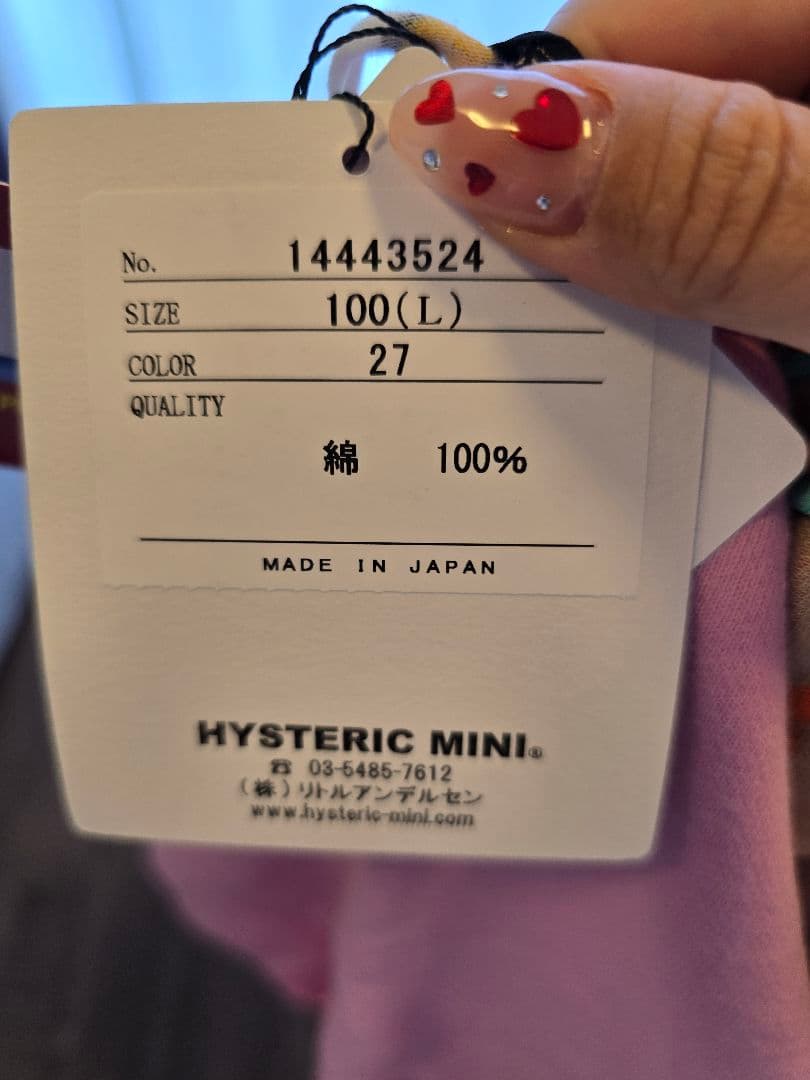 No. 14443524
SIZE 100(L)
COLOR 27
QUALITY
綿 100%
MADE IN JAPAN
HYSTERIC MINI®
☎ 03-5485-7612
(株)リトルアンデルセン
www.hysteric-mini.com